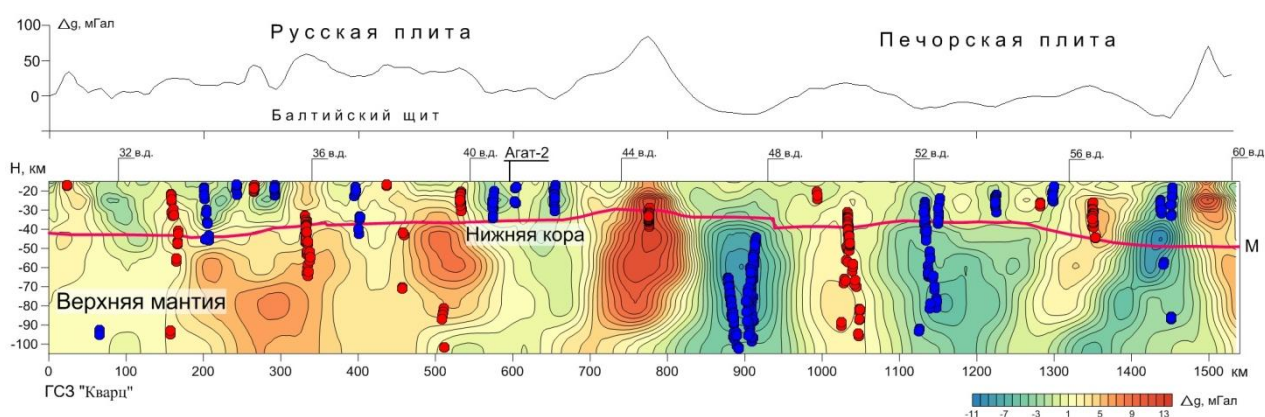 100 Δg, мГал
50
0
Русская плита
Печорская плита
Балтийский щит
32 в.д. 36 в.д. 40 в.д. Агат-2 44 в.д. 48 в.д. 52 в.д. 56 в.д. 60 в.д.
H, км
-20
-30
-45
-60
-70
-80
-90
-100
Нижняя кора
M
Верхняя мантия
0 100 200 300 400 500 600 700 800 900 1000 1100 1200 1300 1400 1500 км
ГСЗ "Кварц"
Δg, мГал
-11 -7 -3 1 5 9 13